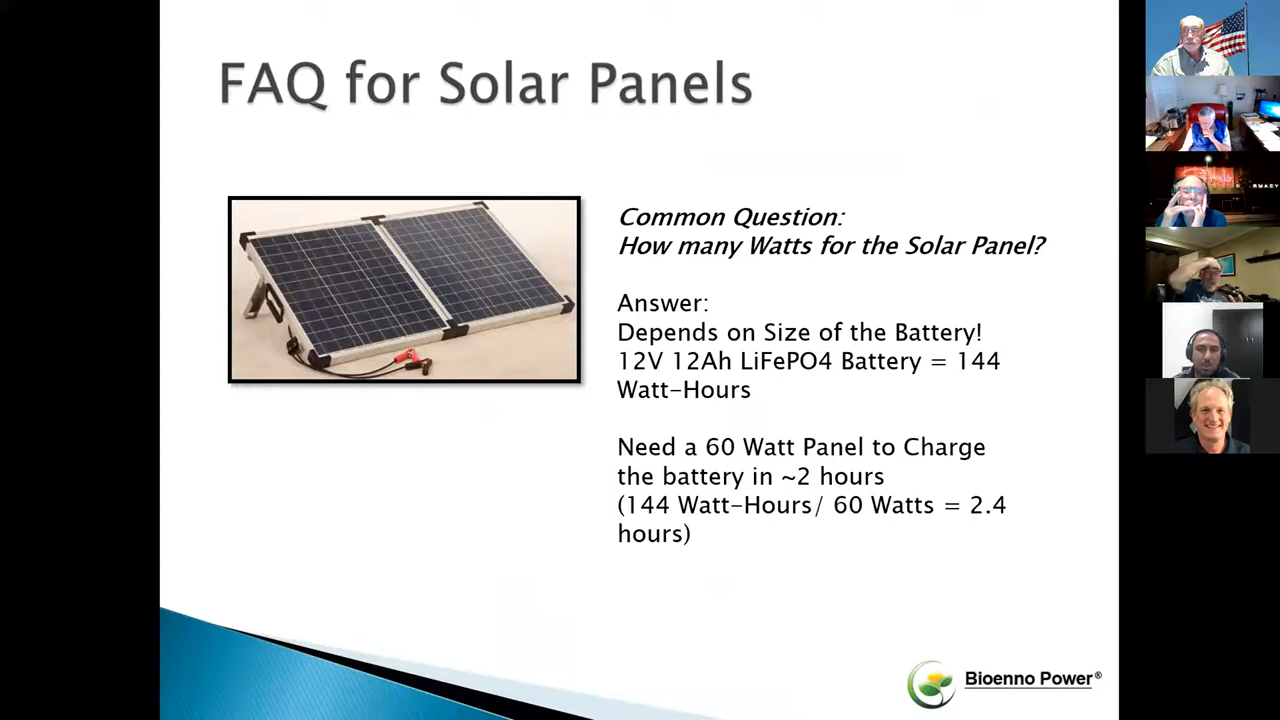 FAQ for Solar Panels
Common Question:
How many Watts for the Solar Panel?
Answer:
Depends on Size of the Battery!
12V 12Ah LiFePO4 Battery = 144
Watt-Hours
Need a 60 Watt Panel to Charge
the battery in ~2 hours
(144 Watt-Hours/ 60 Watts = 2.4
hours)
Bioenno Power®
RMACY